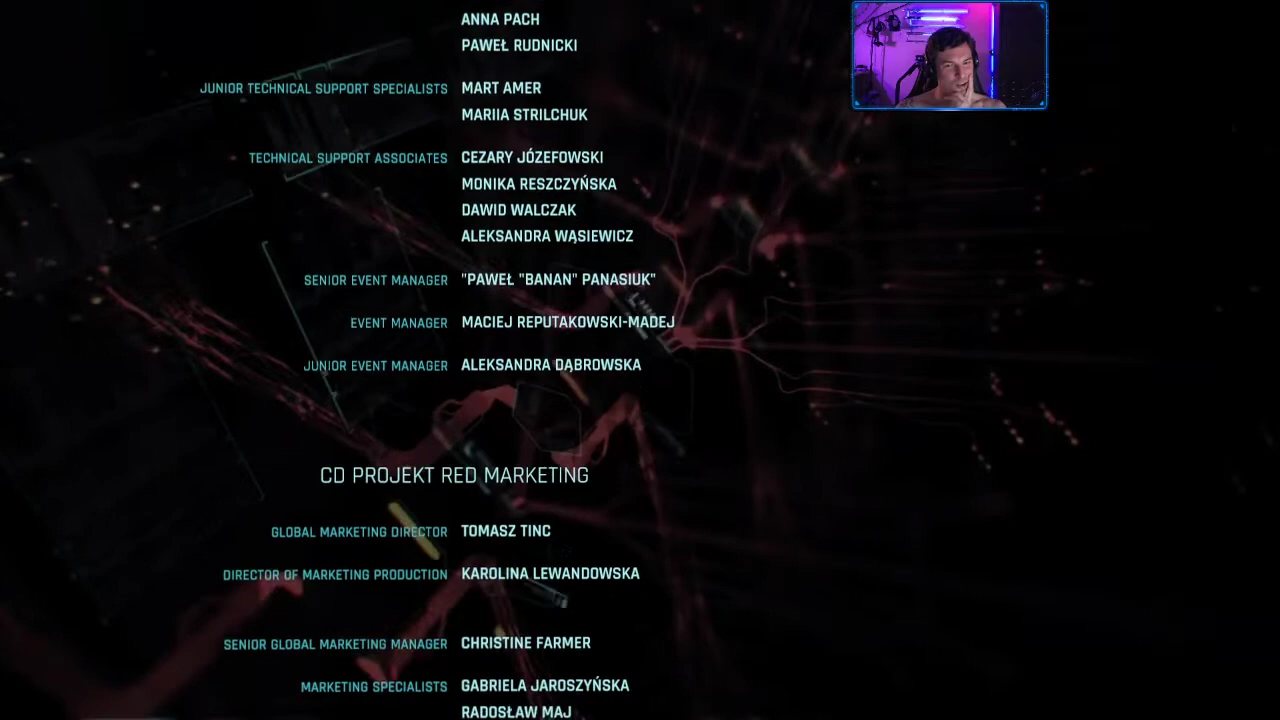 ANNA PACH
PAWEŁ RUDNICKI
JUNIOR TECHNICAL SUPPORT SPECIALISTS MART AMER
MARIIA STRILCHUK
TECHNICAL SUPPORT ASSOCIATES CEZARY JÓZEFOWSKI
MONIKA RESZCZYŃSKA
DAWID WALCZAK
ALEKSANDRA WĄSIEWICZ
SENIOR EVENT MANAGER "PAWEŁ "BANAN" PANASIUK"
EVENT MANAGER MACIEJ REPUTAKOWSKI-MADEJ
JUNIOR EVENT MANAGER ALEKSANDRA DĄBROWSKA
CD PROJEKT RED MARKETING
GLOBAL MARKETING DIRECTOR TOMASZ TINC
DIRECTOR OF MARKETING PRODUCTION KAROLINA LEWANDOWSKA
SENIOR GLOBAL MARKETING MANAGER CHRISTINE FARMER
MARKETING SPECIALISTS GABRIELA JAROSZYŃSKA
RADOSŁAW MAJ